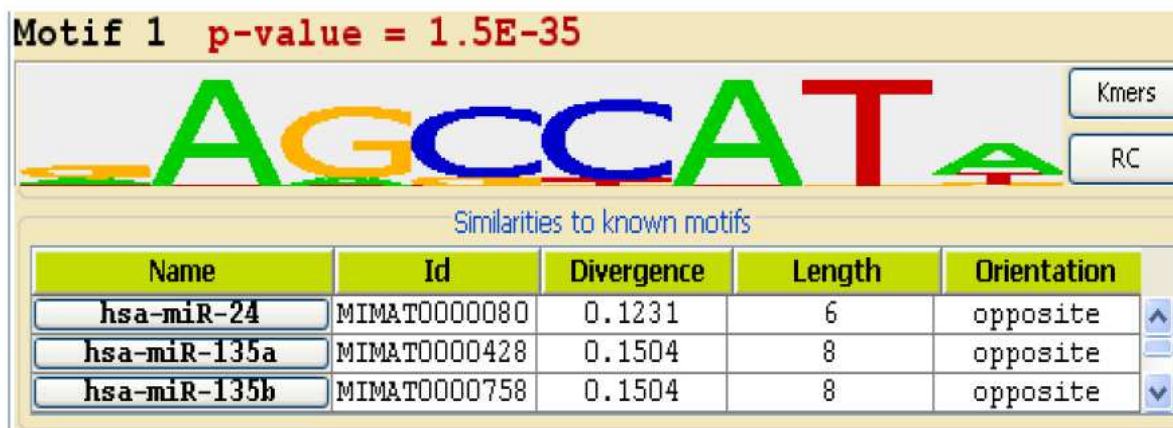 Motif 1 p-value = 1.5E-35
AGCCATA
Kmers
RC
Similarities to known motifs
Name Id Divergence Length Orientation
hsa-miR-24 MIMAT0000080 0.1231 6 opposite
hsa-miR-135a MIMAT0000428 0.1504 8 opposite
hsa-miR-135b MIMAT0000758 0.1504 8 opposite